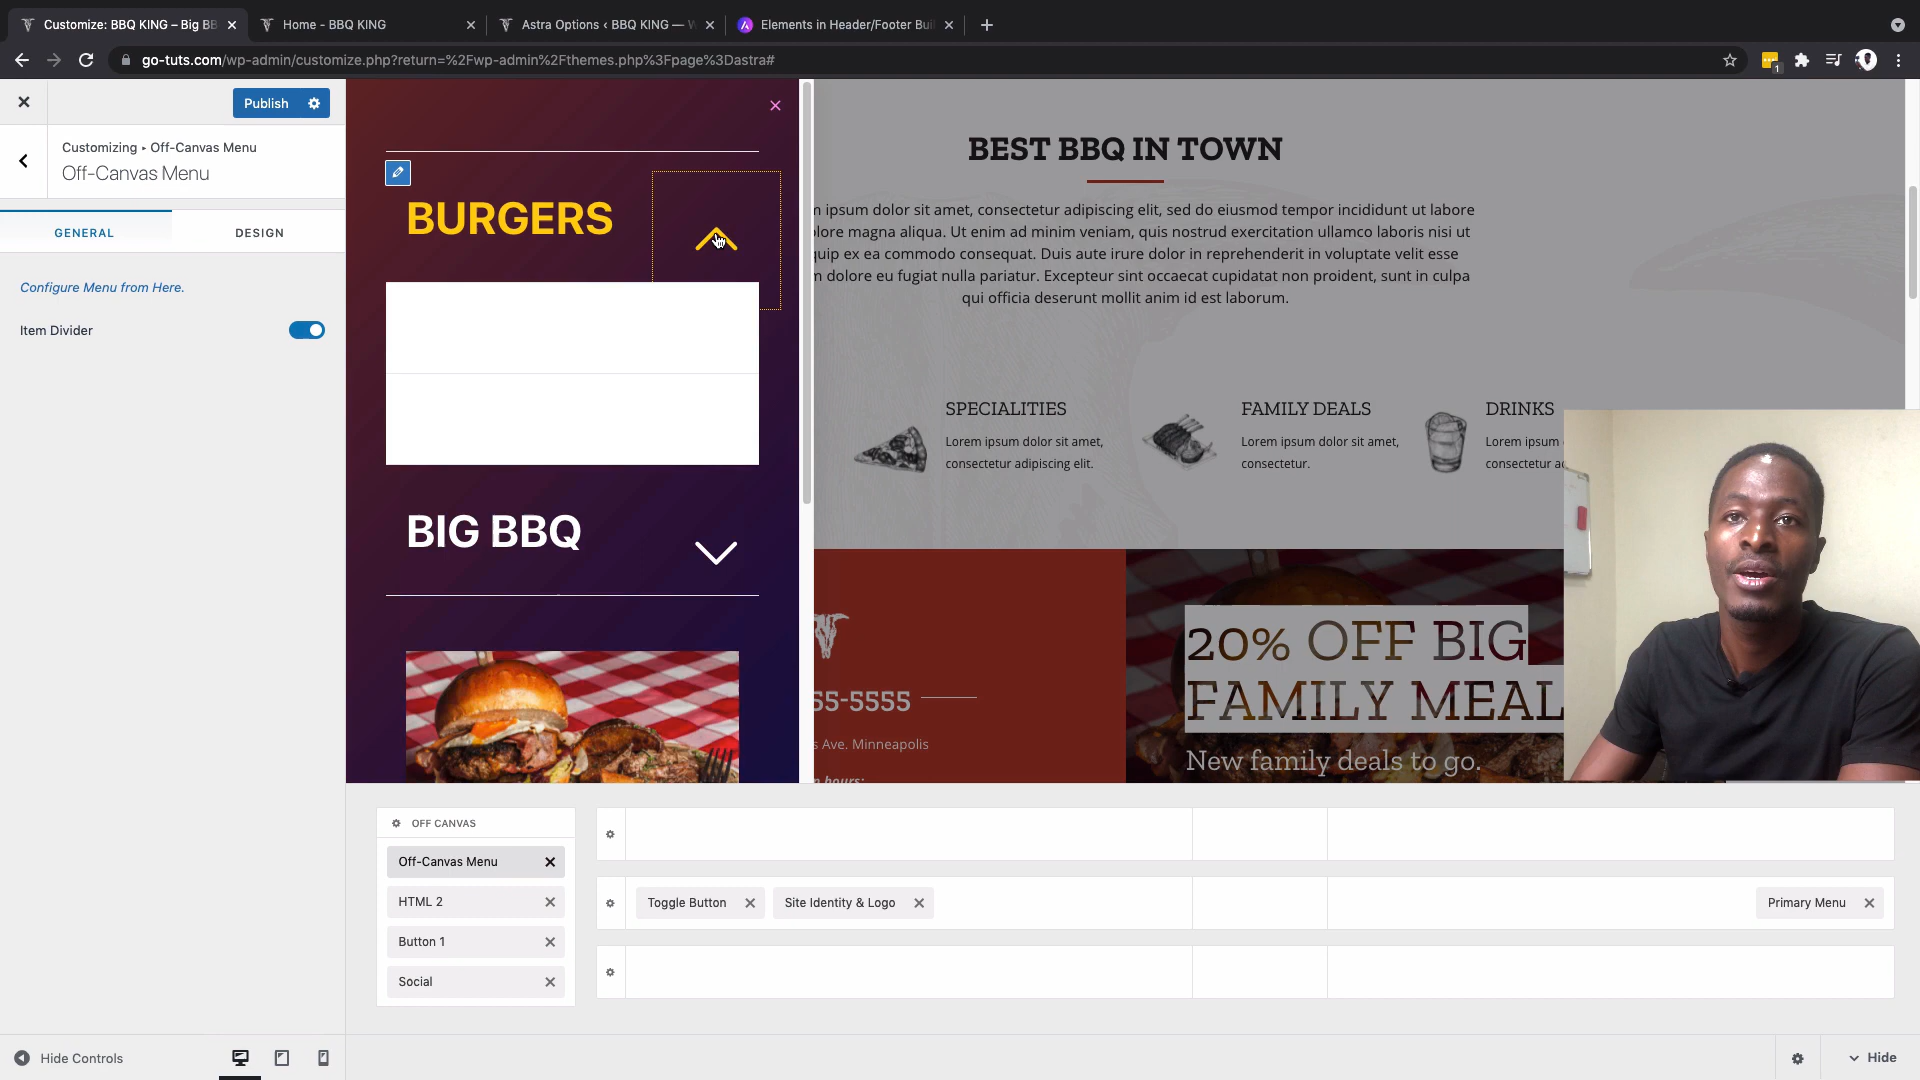 Customize: BBQ KING – Big BB
Home - BBQ KING
Astra Options ‹ BBQ KING —
Elements in Header/Footer Bui
go-tuts.com/wp-admin/customize.php?return=%2Fwp-admin%2Fthemes.php%3Fpage%3Dastra#
1
Publish
Customizing ▸ Off-Canvas Menu
Off-Canvas Menu
GENERAL
DESIGN
Configure Menu from Here.
Item Divider
BURGERS
BIG BBQ
BEST BBQ IN TOWN
m ipsum dolor sit amet, consectetur adipiscing elit, sed do eiusmod tempor incididunt ut labore
lore magna aliqua. Ut enim ad minim veniam, quis nostrud exercitation ullamco laboris nisi ut
quip ex ea commodo consequat. Duis aute irure dolor in reprehenderit in voluptate velit esse
m dolore eu fugiat nulla pariatur. Excepteur sint occaecat cupidatat non proident, sunt in culpa
qui officia deserunt mollit anim id est laborum.
SPECIALITIES
Lorem ipsum dolor sit amet,
consectetur adipiscing elit.
FAMILY DEALS
Lorem ipsum dolor sit amet,
consectetur.
DRINKS
Lorem ipsum
consectetur
55-5555
s Ave. Minneapolis
n hours:
20% OFF BIG
FAMILY MEAL
New family deals to go.
OFF CANVAS
Off-Canvas Menu
HTML 2
Button 1
Social
Toggle Button
Site Identity & Logo
Primary Menu
Hide Controls
Hide